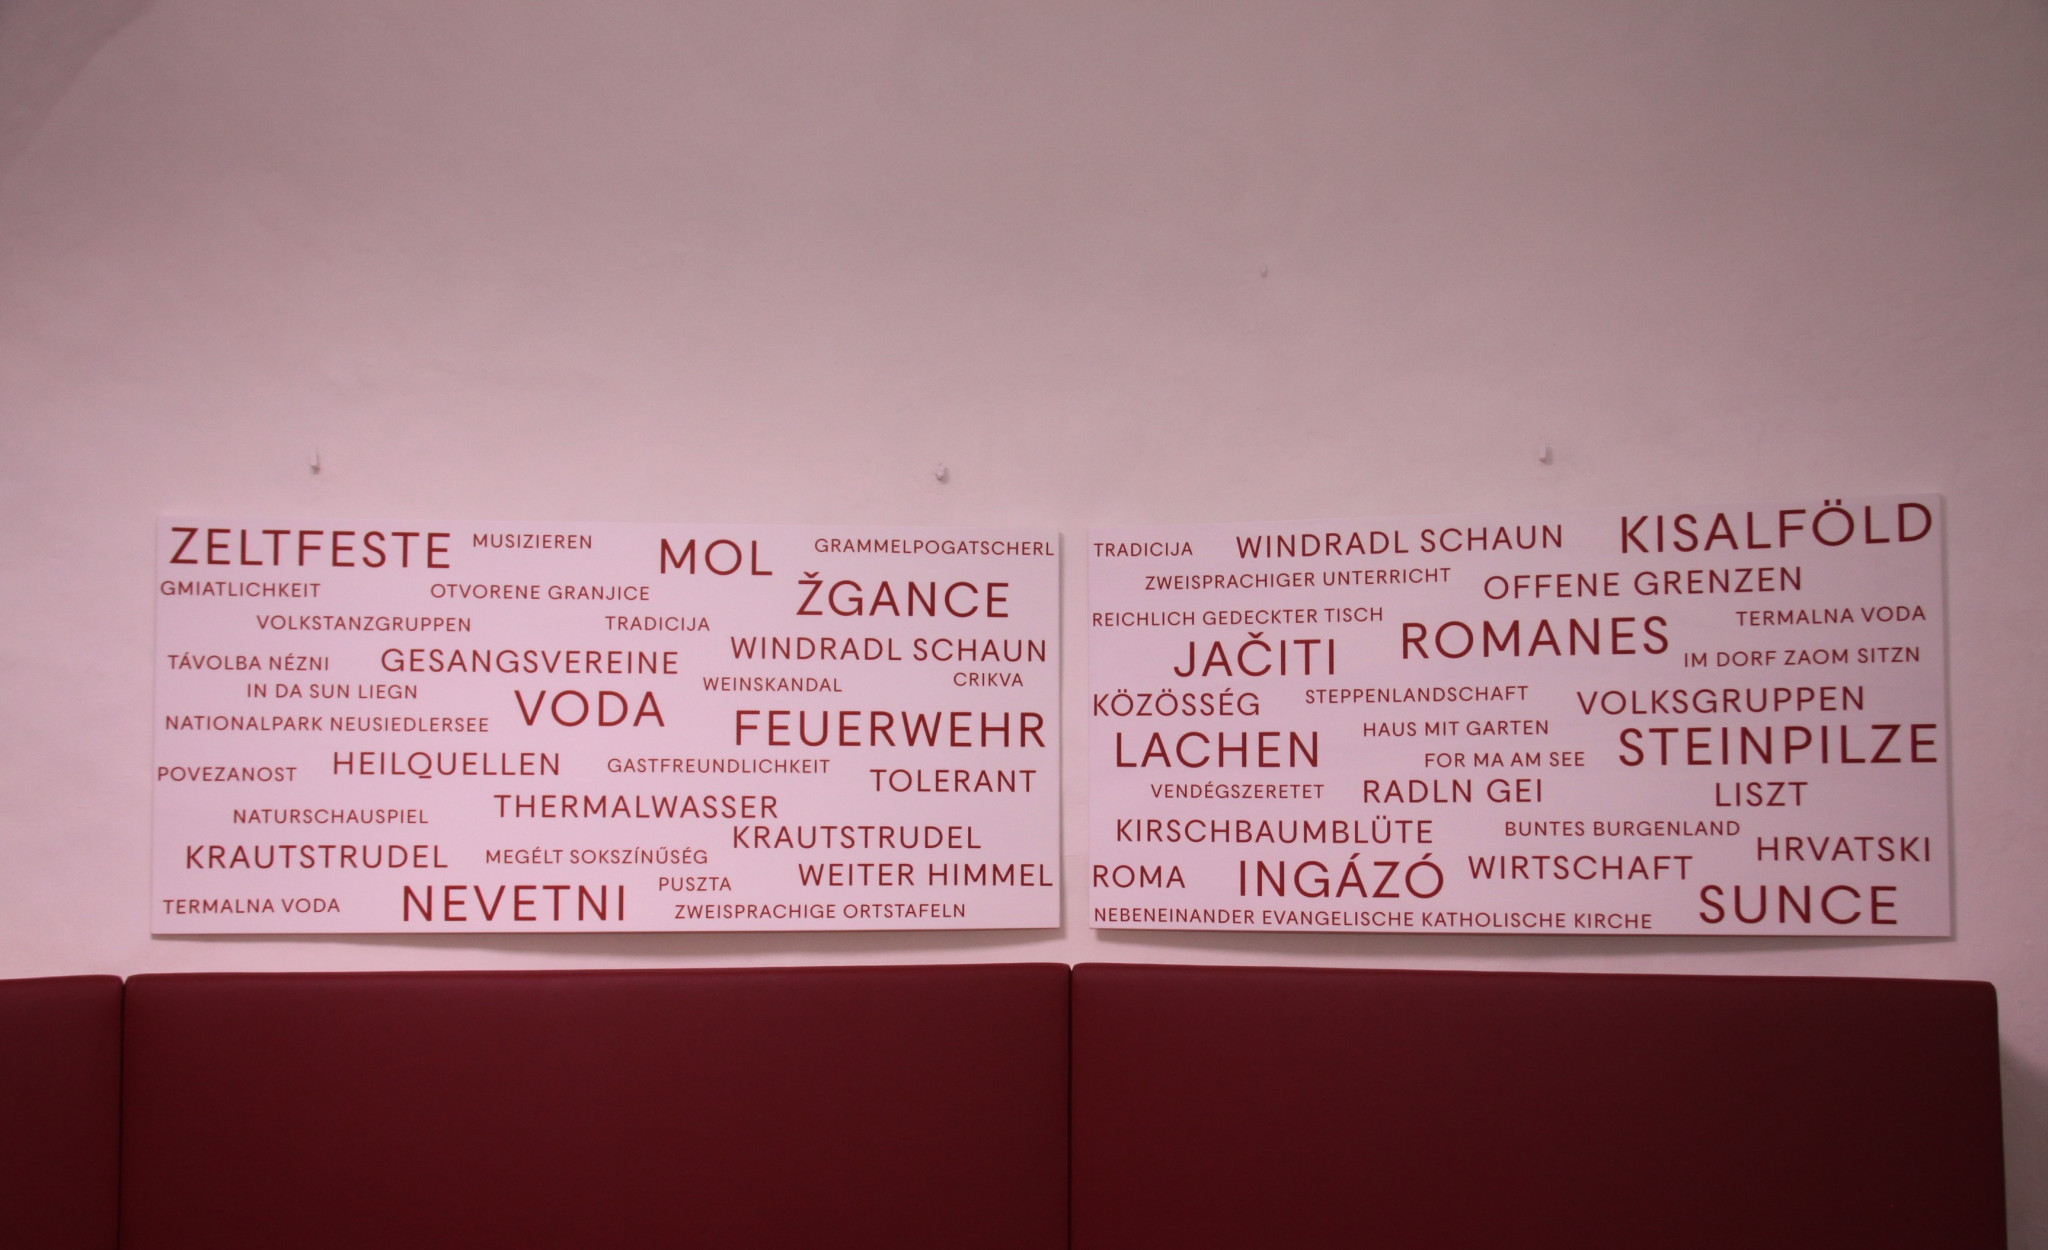 ZELTFESTE MUSIZIEREN MOL GRAMMELPOGATSCHERL
GMIATLICHKEIT OTVORENE GRANJICE ŽGANCE
VOLKSTANZGRUPPEN TRADICIJA
TÁVOLBA NÉZNI GESANGSVEREINE WINDRADL SCHAUN
IN DA SUN LIEGN VODA WEINSKANDAL CRIKVA
NATIONALPARK NEUSIEDLERSEE FEUERWEHR
POVEZANOST HEILQUELLEN GASTFREUNDLICHKEIT TOLERANT
NATURSCHAUSPIEL THERMALWASSER
KRAUTSTRUDEL
KRAUTSTRUDEL MEGÉLT SOKSZÍNŰSÉG WEITER HIMMEL
TERMALNA VODA NEVETNI PUSZTA
ZWEISPRACHIGE ORTSTAFELN
TRADICIJA WINDRADL SCHAUN KISALFÖLD
ZWEISPRACHIGER UNTERRICHT OFFENE GRENZEN
REICHLICH GEDECKTER TISCH ROMANES TERMALNA VODA
JAČITI IM DORF ZAOM SITZN
KÖZÖSSÉG STEPPENLANDSCHAFT VOLKSGRUPPEN
LACHEN HAUS MIT GARTEN STEINPILZE
FOR MA AM SEE
VENDÉGSZERETET RADLN GEI LISZT
KIRSCHBAUMBLÜTE BUNTES BURGENLAND HRVATSKI
ROMA INGÁZÓ WIRTSCHAFT
NEBENEINANDER EVANGELISCHE KATHOLISCHE KIRCHE SUNCE